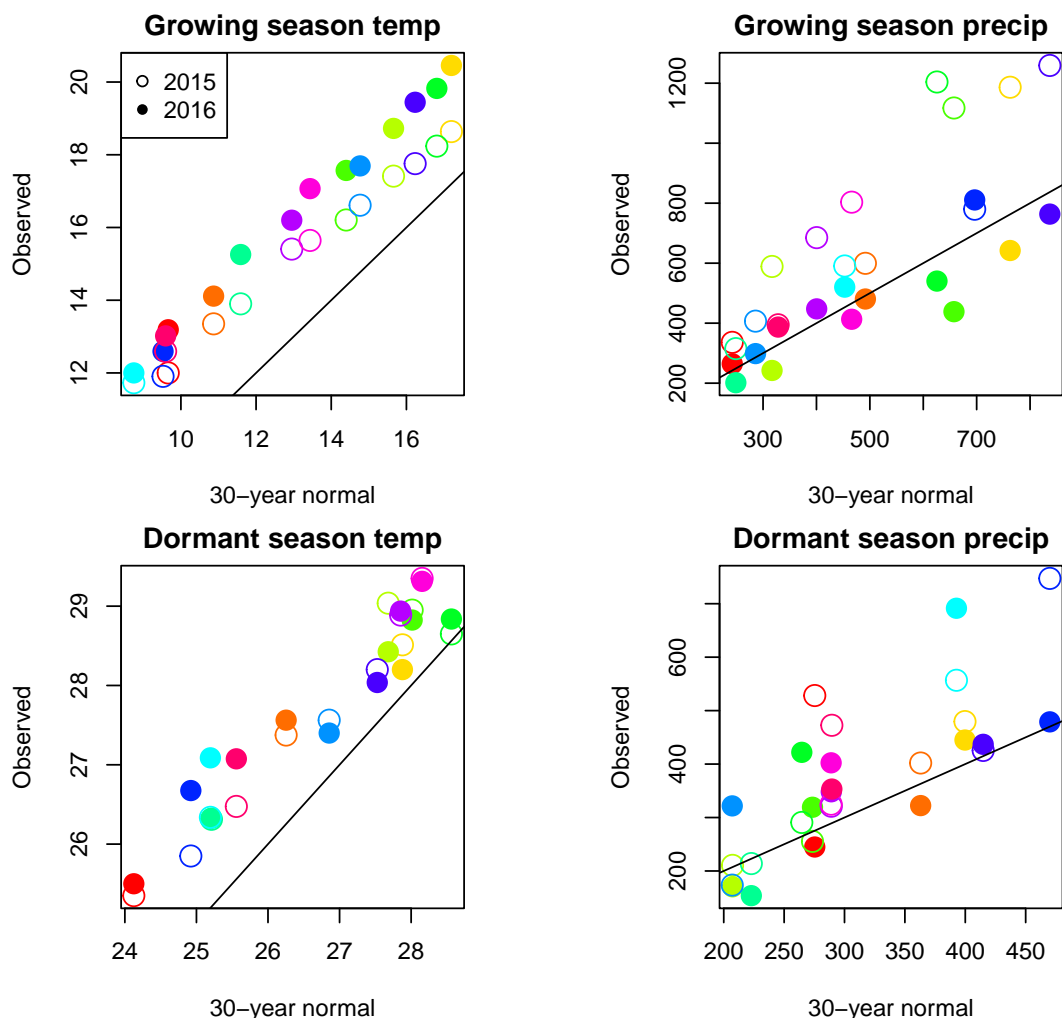 Growing season temp
2015
2016
Observed
12 14 16 18 20
10 12 14 16
30−year normal
Growing season precip
Observed
200 400 600 800 1200
300 500 700
30−year normal
Dormant season temp
Observed
26 27 28 29
24 25 26 27 28
30−year normal
Dormant season precip
Observed
200 400 600
200 250 300 350 400 450
30−year normal